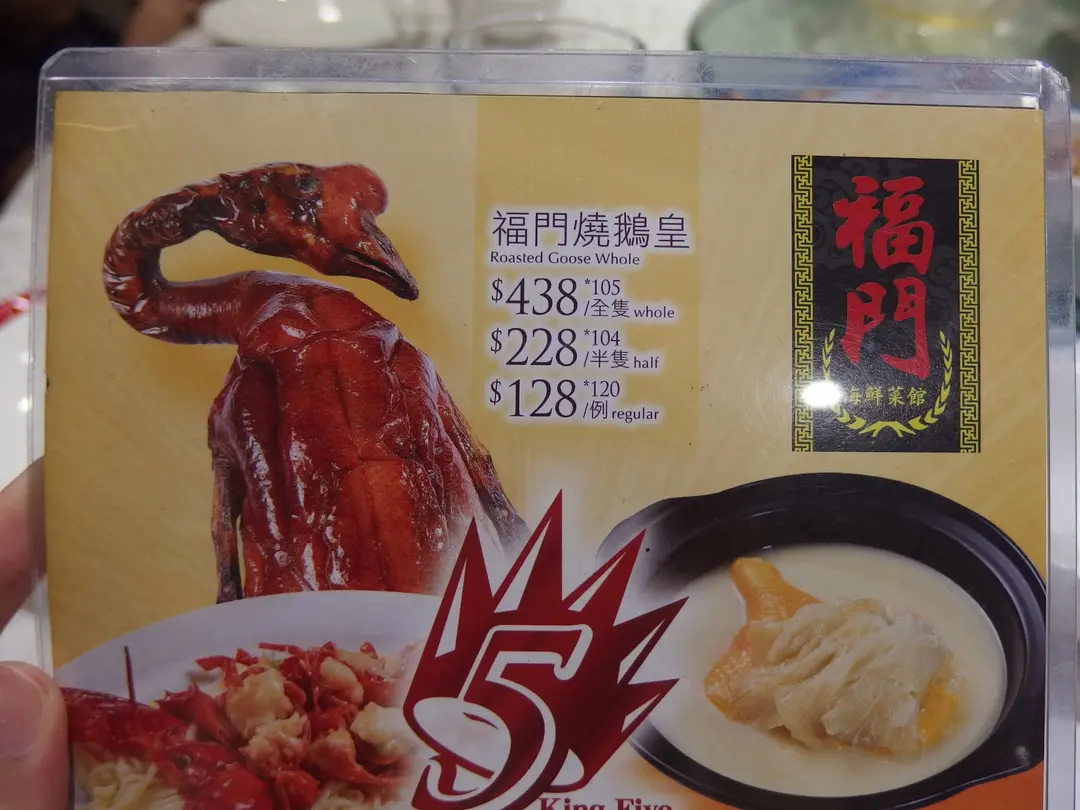 福門燒鵝皇
Roasted Goose Whole
$438 *105 /全隻 whole
$228 *104 /半隻 half
$128 *120 /例 regular
福門
海鮮菜館
5
King Five